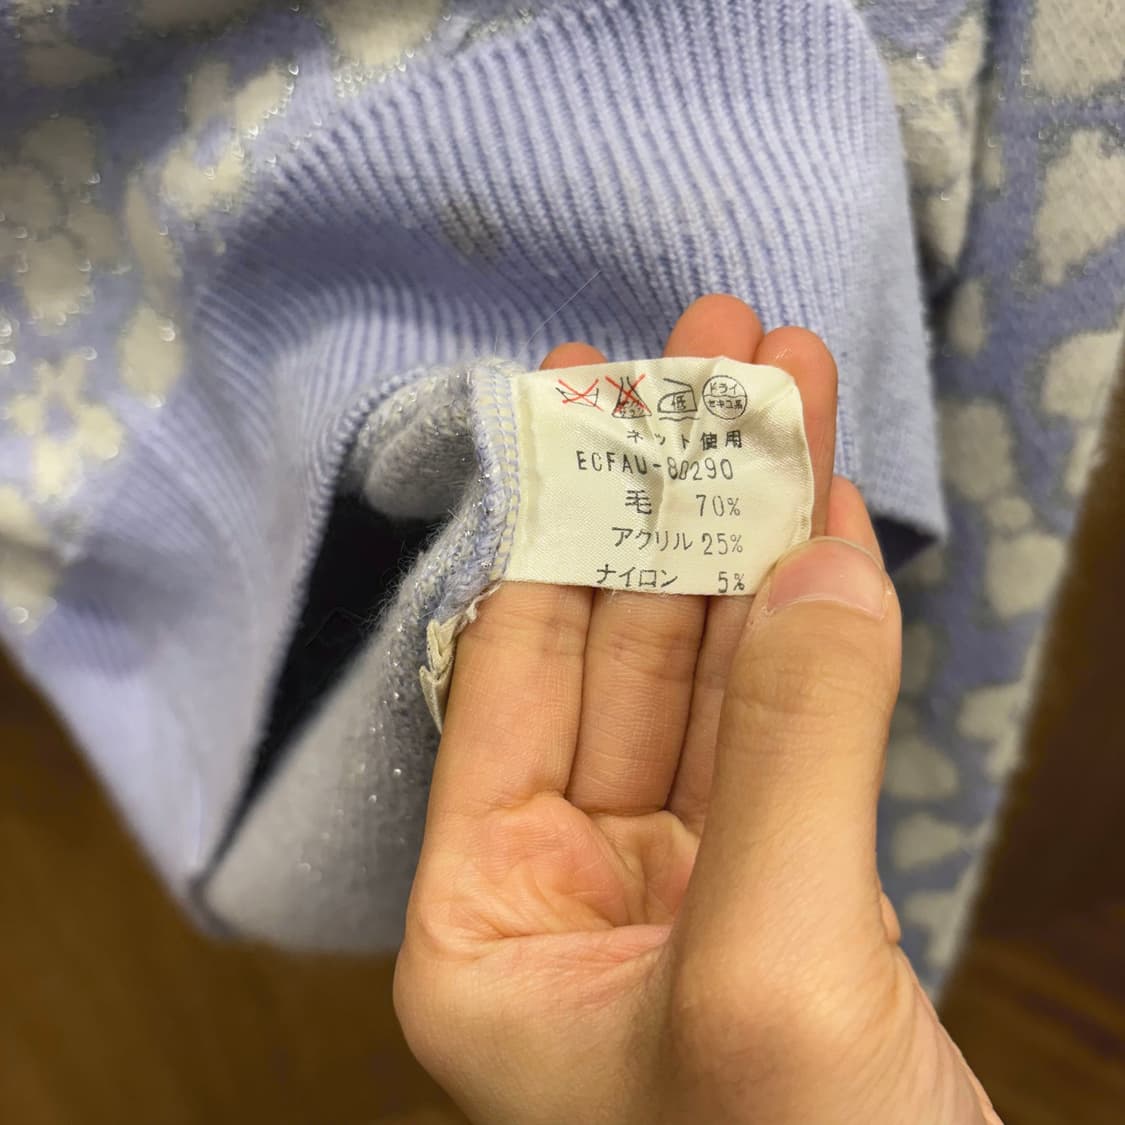 低 ドライ
セキユ系
ネット使用
ECFAU-80290
毛 70%
アクリル 25%
ナイロン 5%